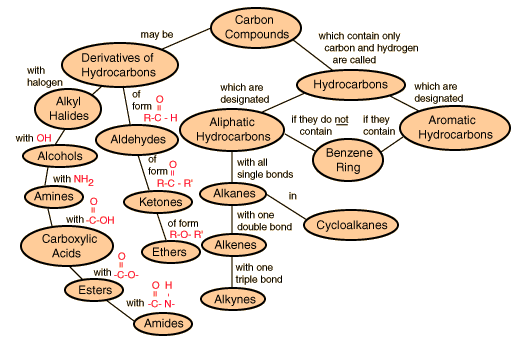 Carbon
Compounds
may be
which contain only
carbon and hydrogen
are called
Derivatives of
Hydrocarbons
Hydrocarbons
with
halogen
of
form
O
R-C - H
which are
designated
which are
designated
Alkyl
Halides
Aliphatic
Hydrocarbons
if they do not
contain
if they
contain
Aromatic
Hydrocarbons
with OH
Aldehydes
Benzene
Ring
Alcohols
of
form
O
R-C - R'
with all
single bonds
with NH2
Amines
Ketones
Alkanes
in
Cycloalkanes
with
O
-C-OH
of form
R-O- R'
with one
double bond
Carboxylic
Acids
Ethers
Alkenes
with
O
-C-O-
with one
triple bond
Esters
with
O H
-C- N-
Alkynes
Amides